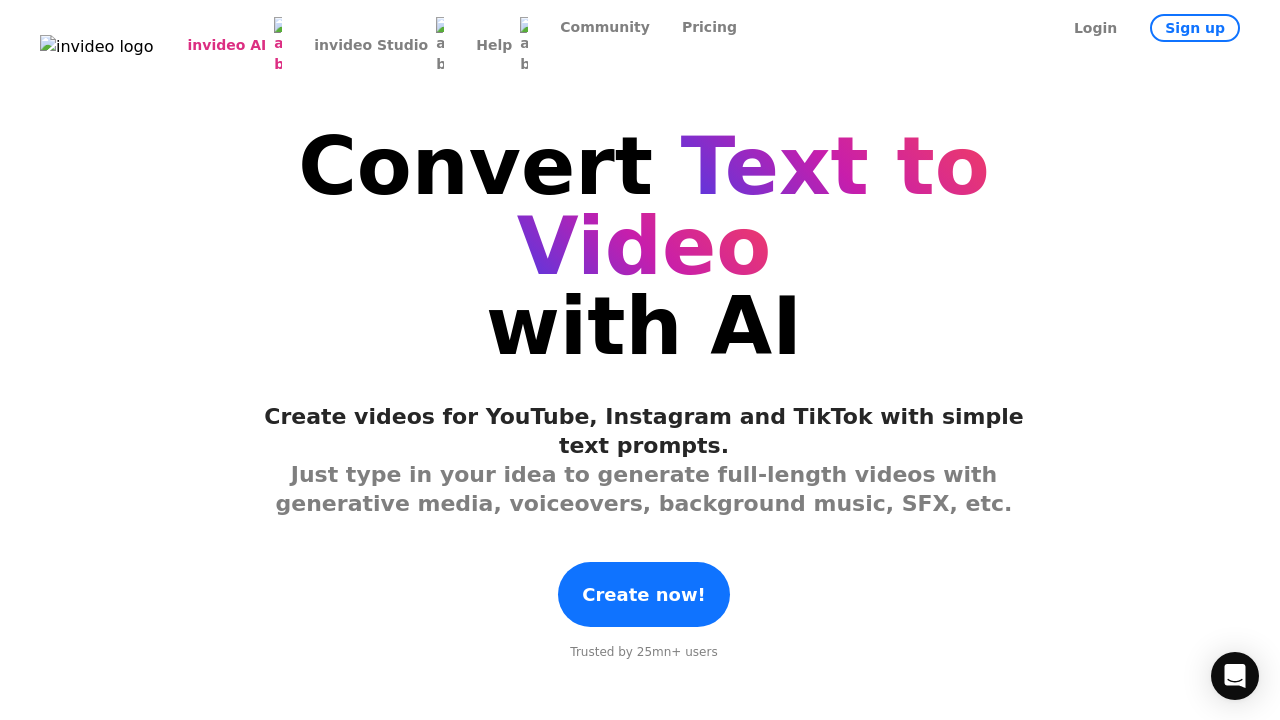 invideo logo
invideo AI
invideo Studio
Help
Community
Pricing
Login
Sign up
Convert Text to
Video
with AI
Create videos for YouTube, Instagram and TikTok with simple
text prompts.
Just type in your idea to generate full-length videos with
generative media, voiceovers, background music, SFX, etc.
Create now!
Trusted by 25mn+ users